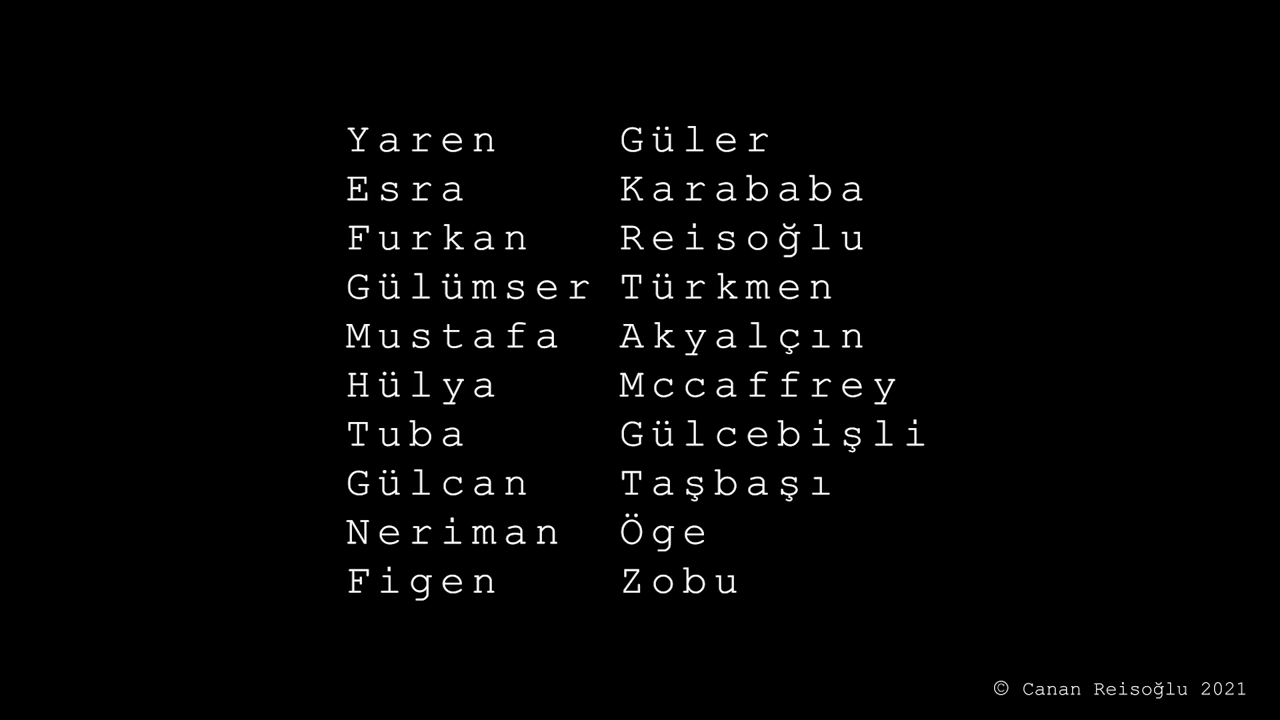 Yaren Güler
Esra Karababa
Furkan Reisoğlu
Gülümser Türkmen
Mustafa Akyalçın
Hülya Mccaffrey
Tuba Gülcebişli
Gülcan Taşbaşı
Neriman Öge
Figen Zobu
© Canan Reisoğlu 2021